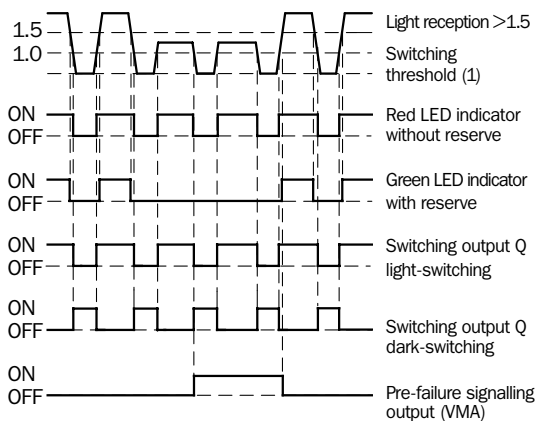 Light reception >1.5
1.5
1.0
Switching
threshold (1)
ON
OFF
Red LED indicator
without reserve
ON
OFF
Green LED indicator
with reserve
ON
OFF
Switching output Q
light-switching
ON
OFF
Switching output Q
dark-switching
ON
OFF
Pre-failure signalling
output (VMA)